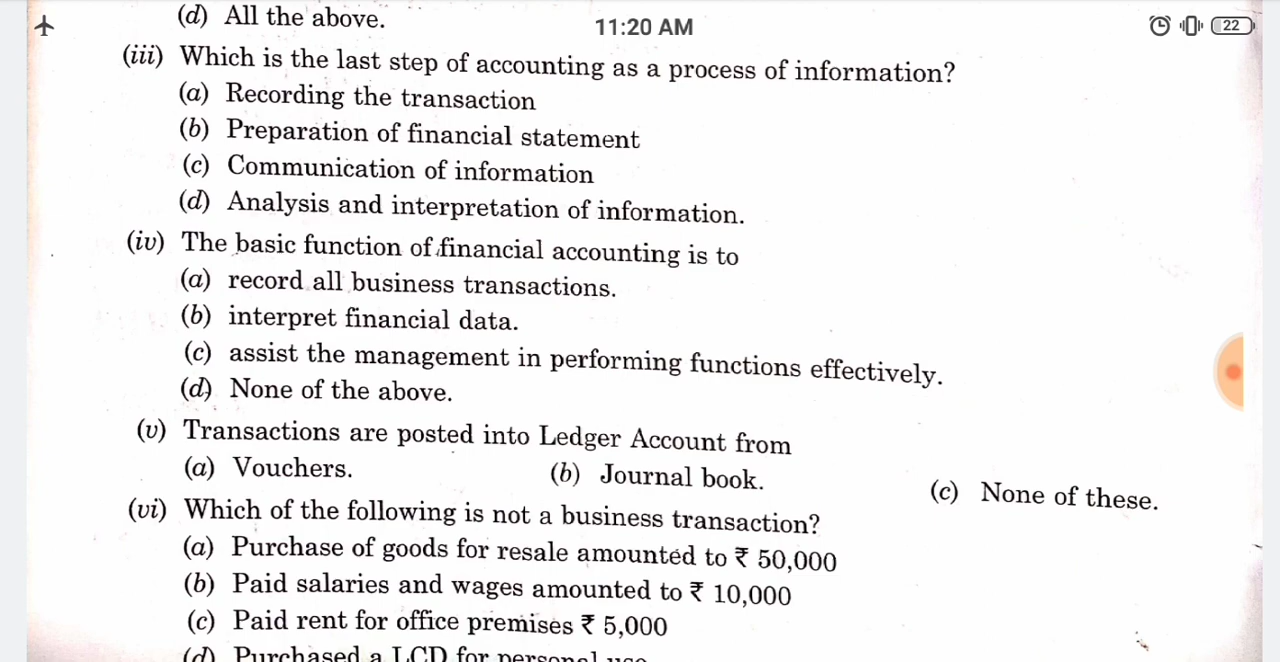 (d) All the above.
11:20 AM
22
(iii) Which is the last step of accounting as a process of information?
(a) Recording the transaction
(b) Preparation of financial statement
(c) Communication of information
(d) Analysis and interpretation of information.
(iv) The basic function of financial accounting is to
(a) record all business transactions.
(b) interpret financial data.
(c) assist the management in performing functions effectively.
(d) None of the above.
(v) Transactions are posted into Ledger Account from
(a) Vouchers. (b) Journal book. (c) None of these.
(vi) Which of the following is not a business transaction?
(a) Purchase of goods for resale amounted to ₹ 50,000
(b) Paid salaries and wages amounted to ₹ 10,000
(c) Paid rent for office premises ₹ 5,000
(d) Purchased a LCD for personal use